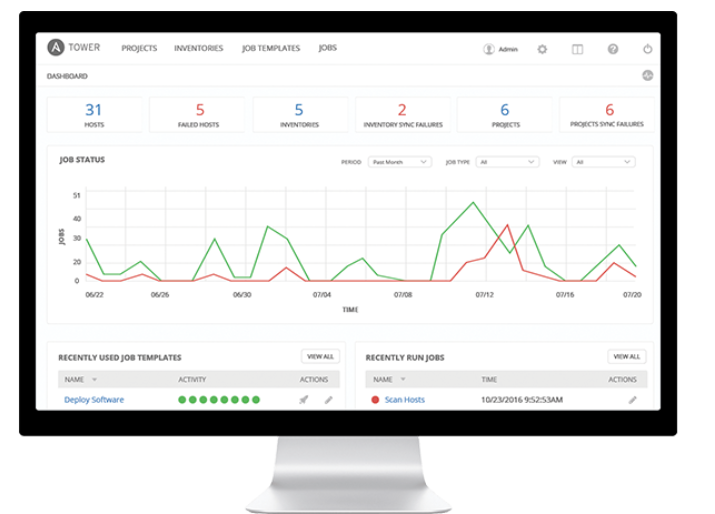 A TOWER PROJECTS INVENTORIES JOB TEMPLATES JOBS Admin ?
DASHBOARD
31 5 5 2 6 6
HOSTS FAILED HOSTS INVENTORIES INVENTORY SYNC FAILURES PROJECTS PROJECTS SYNC FAILURES
JOB STATUS PERIOD Past Month JOB TYPE All VIEW All
51
40
JOBS
30
20
0
06/22 06/26 06/30 07/04 07/08 07/12 07/16 07/20
TIME
RECENTLY USED JOB TEMPLATES VIEW ALL RECENTLY RUN JOBS VIEW ALL
NAME ACTIVITY ACTIONS NAME TIME ACTIONS
Deploy Software Scan Hosts 10/23/2016 9:52:53AM